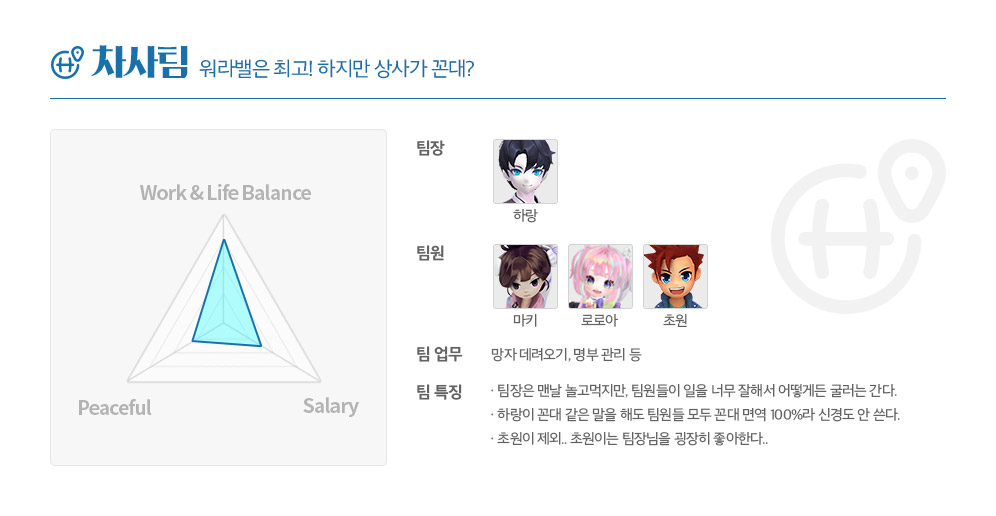 차사팀 워라밸은 최고! 하지만 상사가 꼰대?
Work & Life Balance
Peaceful
Salary
팀장
하랑
팀원
마키
로로아
초원
팀 업무
망자 데려오기, 명부 관리 등
팀 특징
· 팀장은 맨날 놀고먹지만, 팀원들이 일을 너무 잘해서 어떻게든 굴러는 간다.
· 하랑이 꼰대 같은 말을 해도 팀원들 모두 꼰대 면역 100%라 신경도 안 쓴다.
· 초원이 제외.. 초원이는 팀장님을 굉장히 좋아한다..